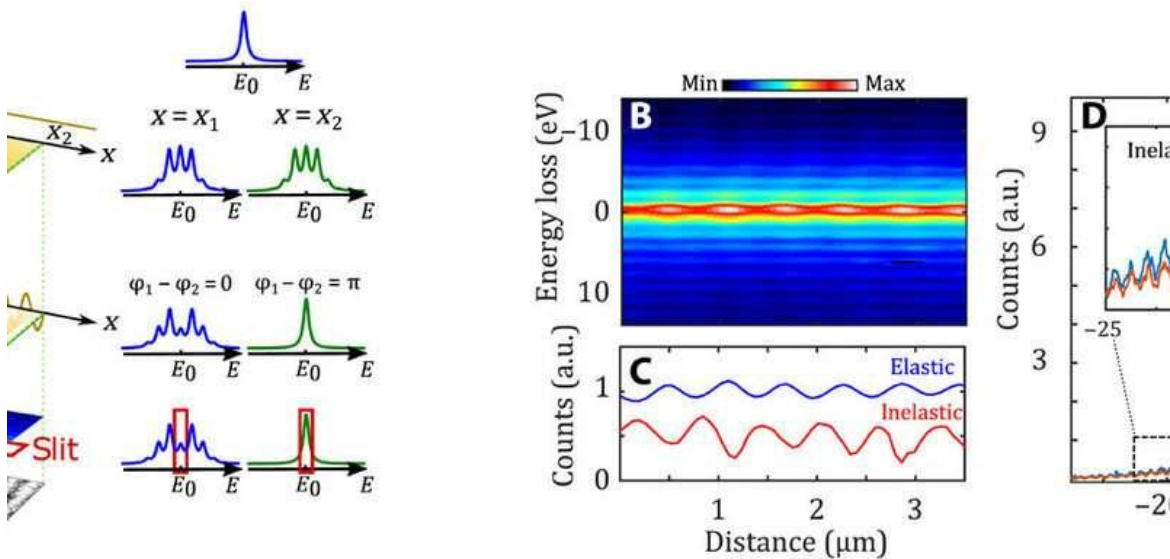 E₀ E
x = x₁ x = x₂
x₂
x
E₀ E E₀ E
φ₁ − φ₂ = 0 φ₁ − φ₂ = π
x
E₀ E E₀ E
Slit
E₀ E E₀ E
Min Max
B
Energy loss (eV)
−10
0
10
C
Counts (a.u.)
1
0
Elastic
Inelastic
1 2 3
Distance (μm)
D
Counts (a.u.)
9
6
3
Inela
−25
−20